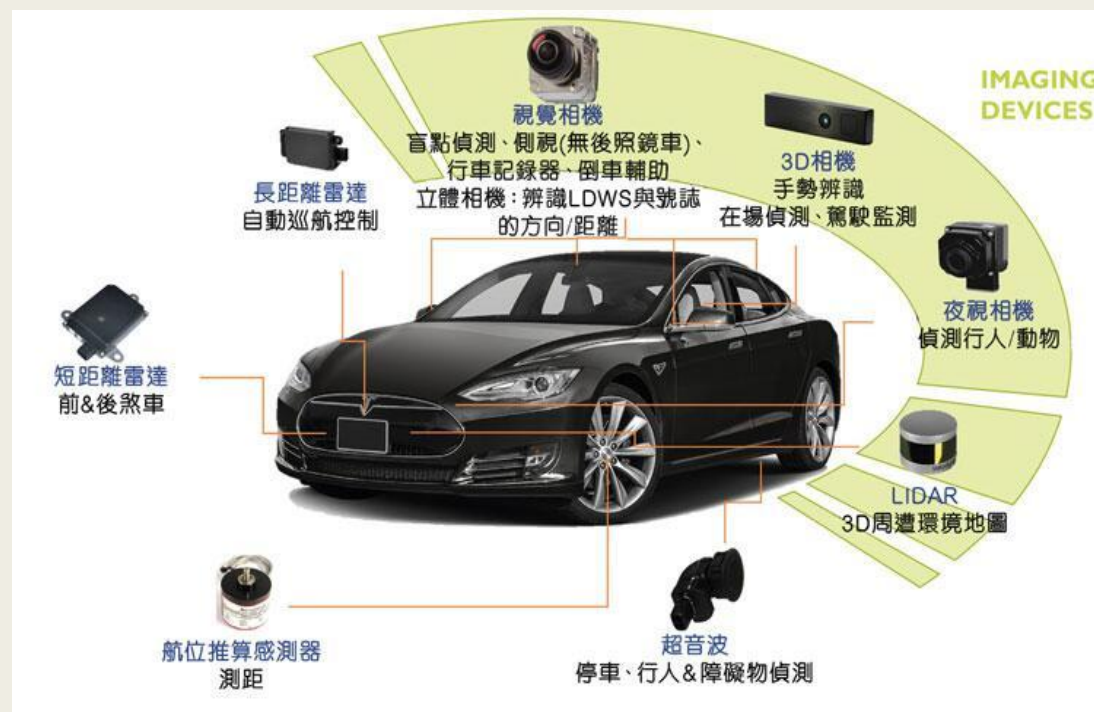 IMAGING
DEVICES
視覺相機
盲點偵測、側視(無後照鏡車)、
行車記錄器、倒車輔助
立體相機：辨識LDWS與號誌
的方向/距離
3D相機
手勢辨識
在場偵測、駕駛監測
長距離雷達
自動巡航控制
夜視相機
偵測行人/動物
短距離雷達
前&後煞車
LIDAR
3D周遭環境地圖
航位推算感測器
測距
超音波
停車、行人&障礙物偵測